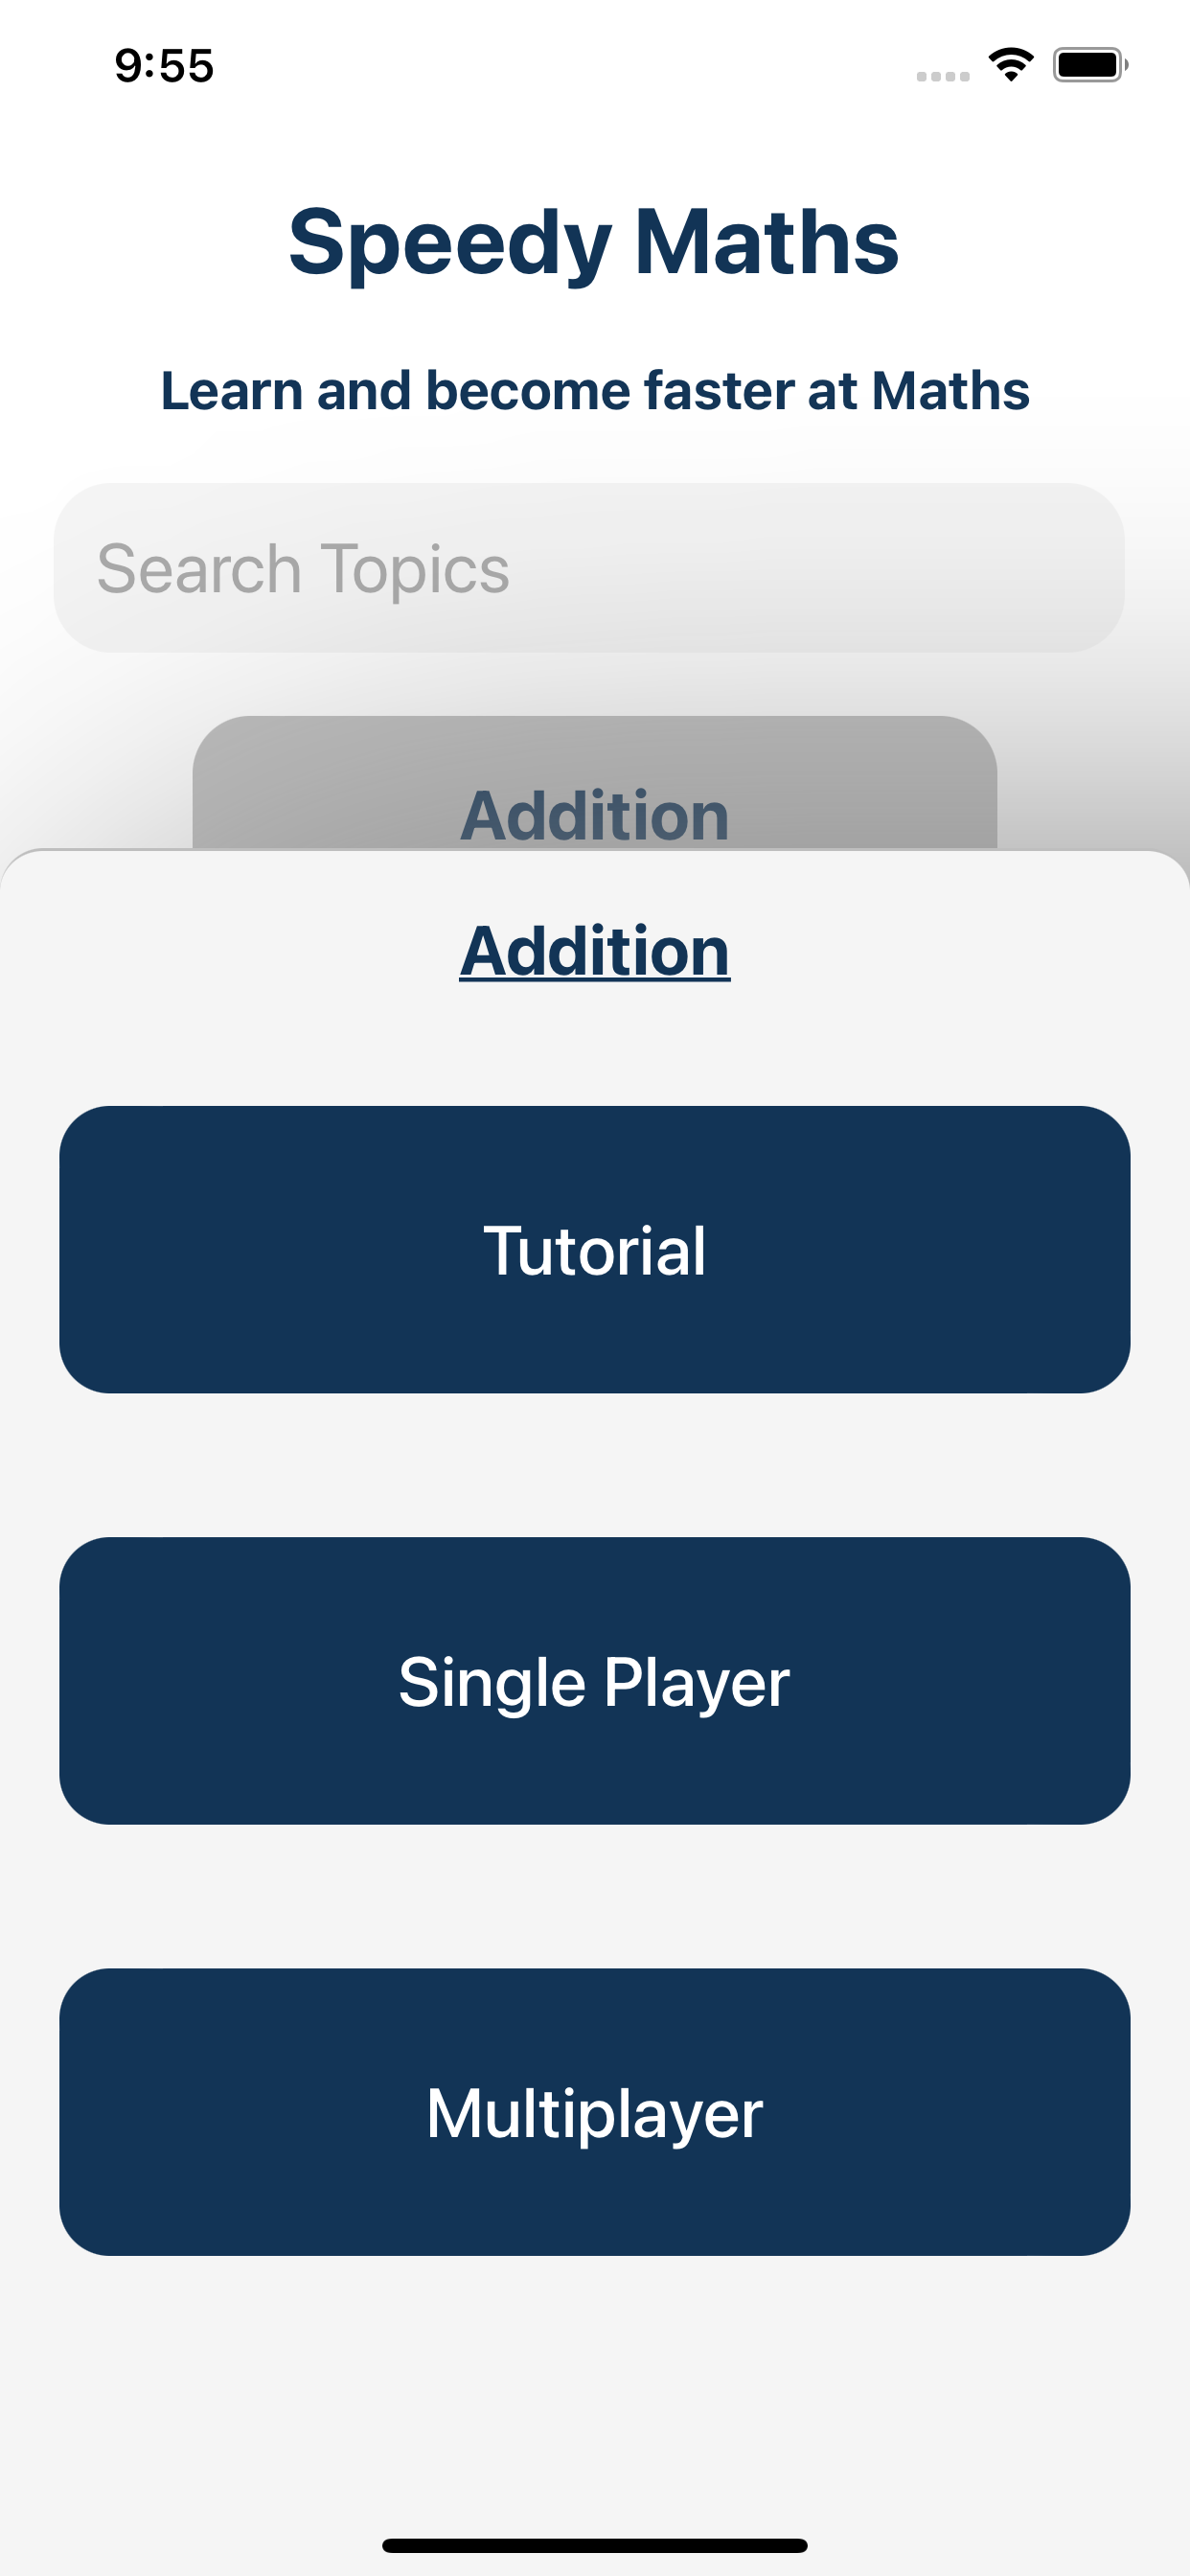 9:55
Speedy Maths
Learn and become faster at Maths
Search Topics
Addition
Addition
Tutorial
Single Player
Multiplayer